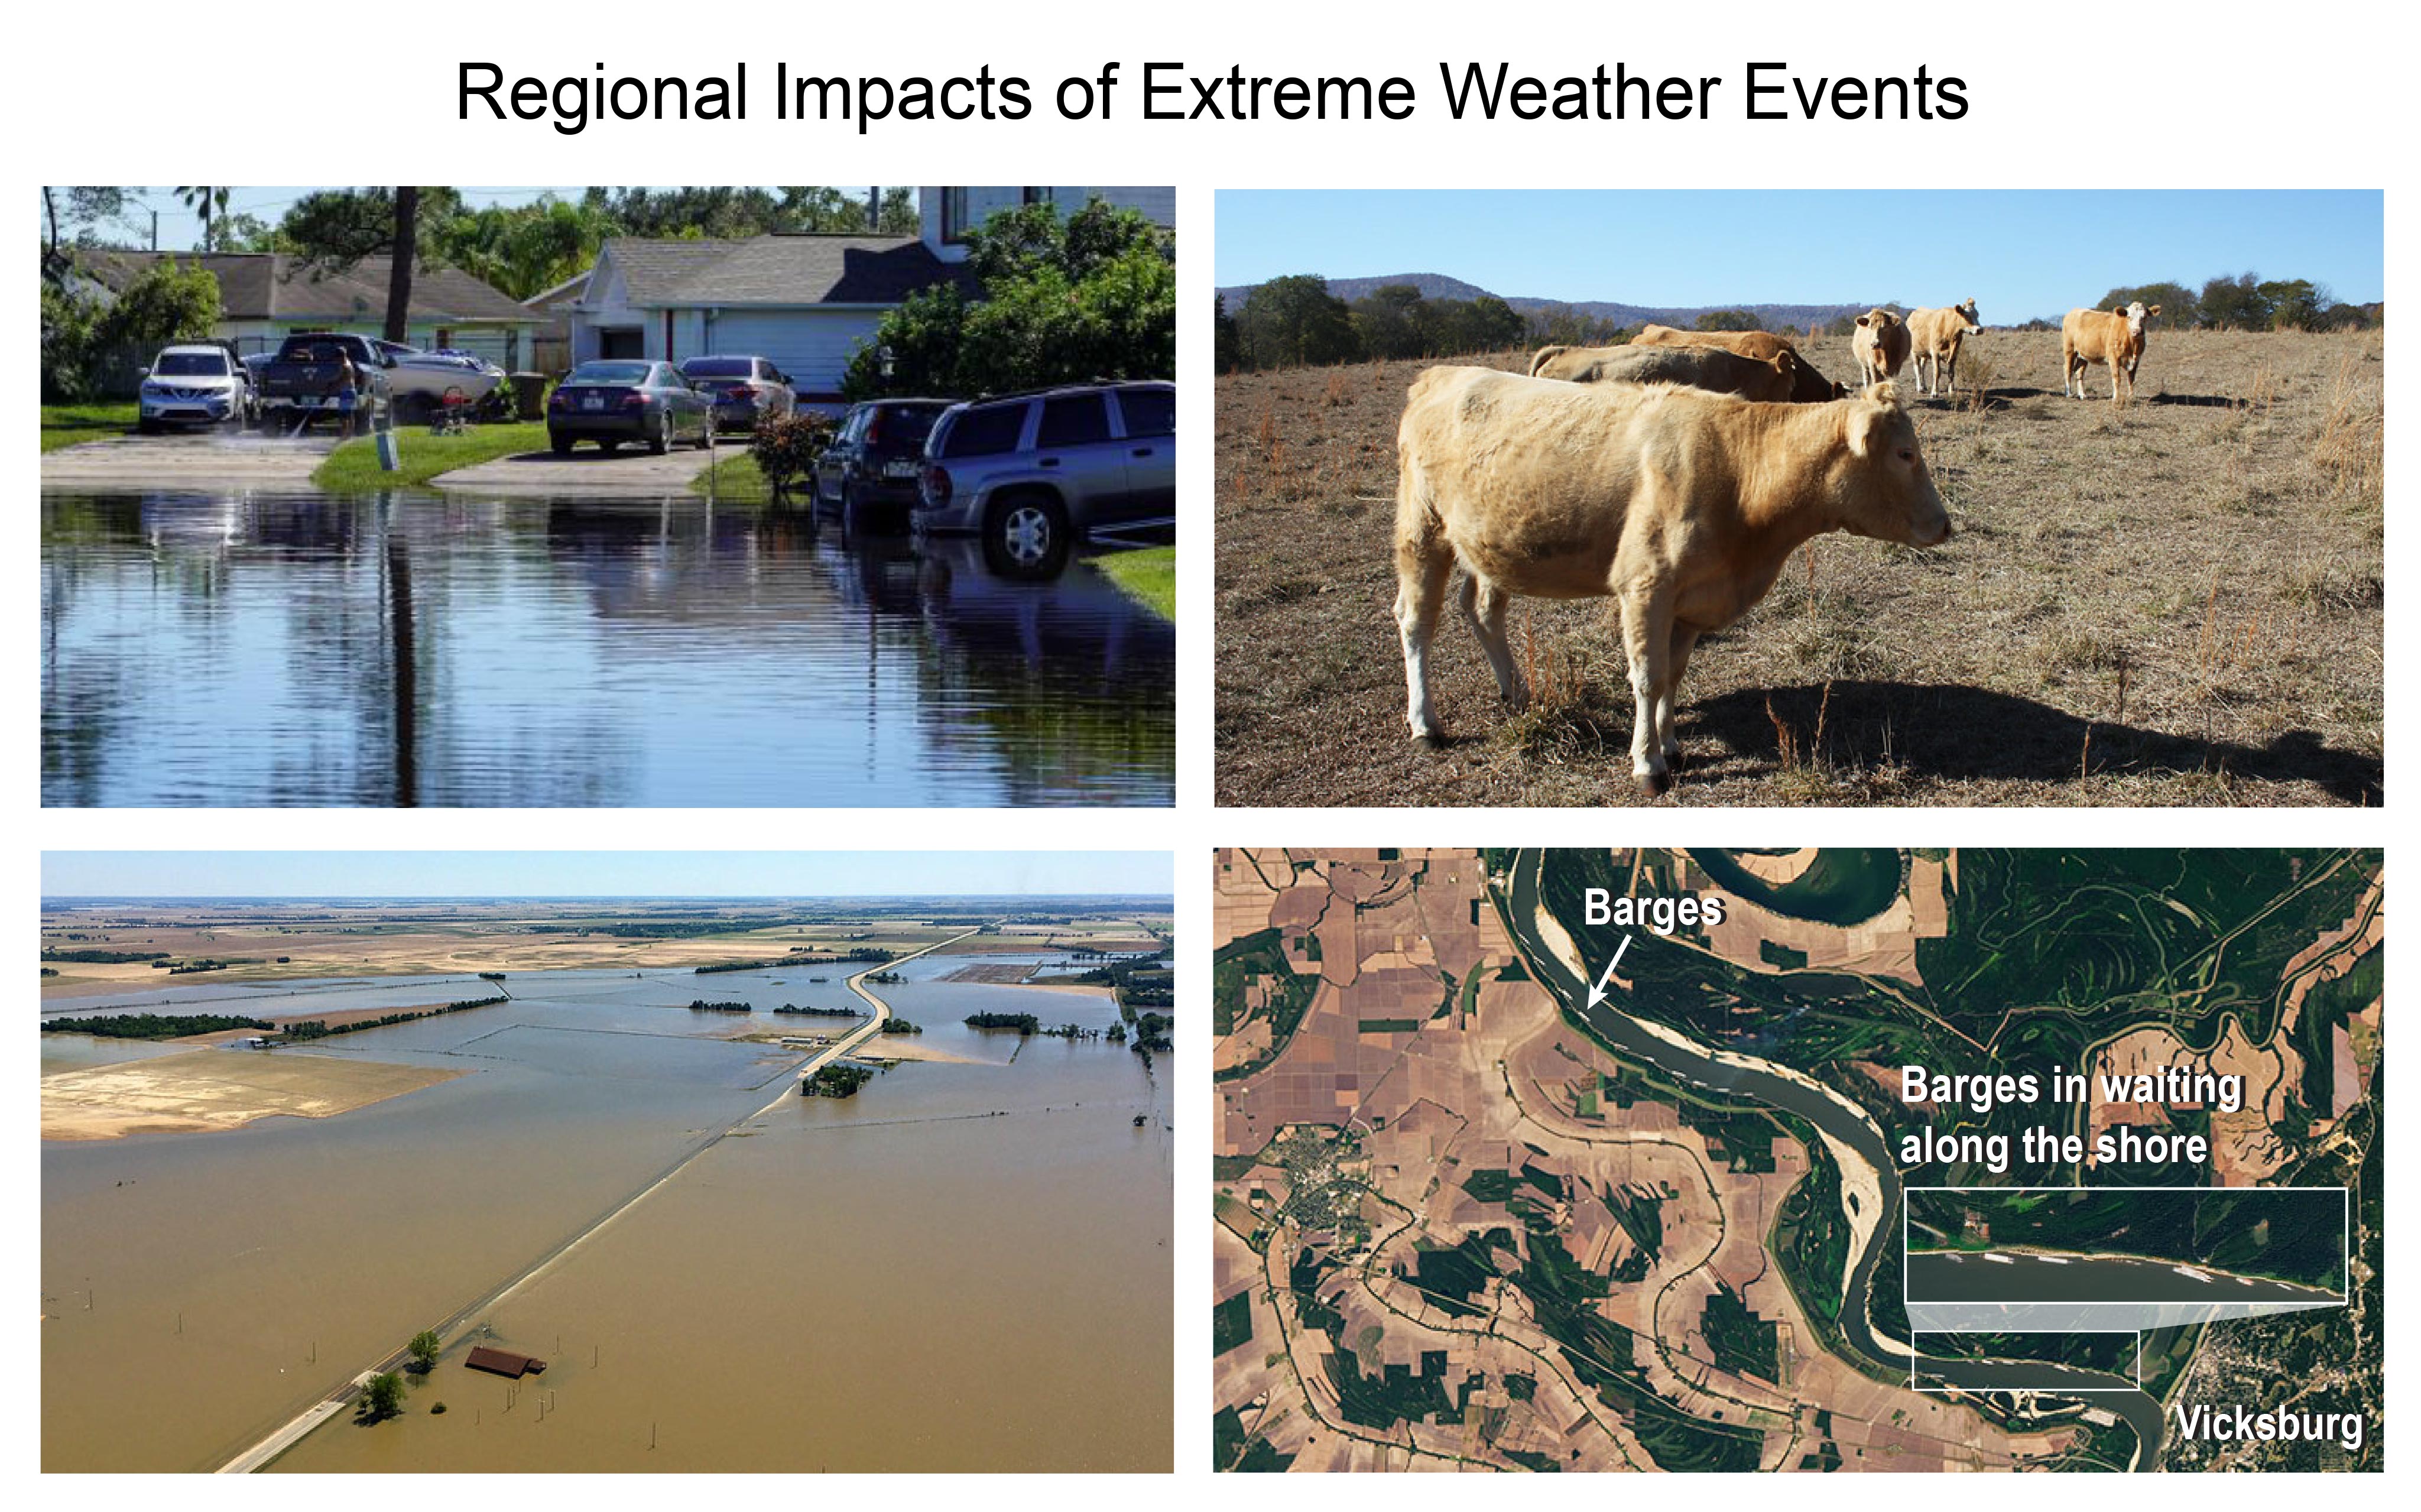 Regional Impacts of Extreme Weather Events
Barges
Barges in waiting
along the shore
Vicksburg